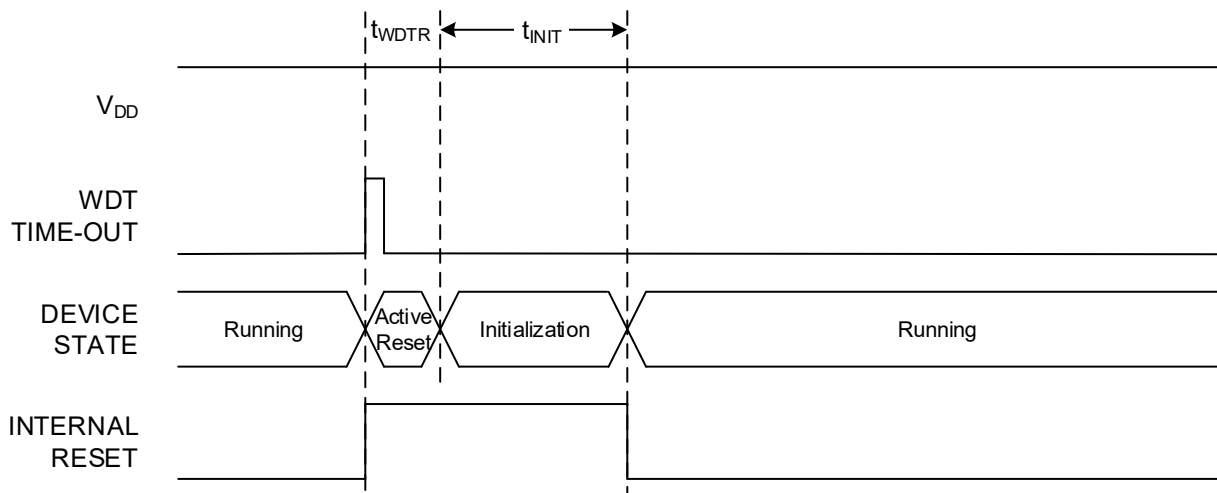 tWDTR
tINIT
VDD
WDT
TIME-OUT
DEVICE
STATE
Running
Active
Reset
Initialization
Running
INTERNAL
RESET